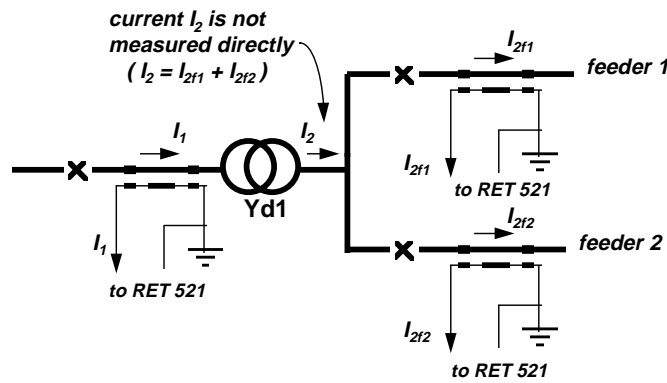 current I2 is not
measured directly
( I2 = I2f1 + I2f2 )
I2f1
feeder 1
I1
I2
I2f1
to RET 521
Yd1
I2f2
feeder 2
I1
to RET 521
I2f2
to RET 521